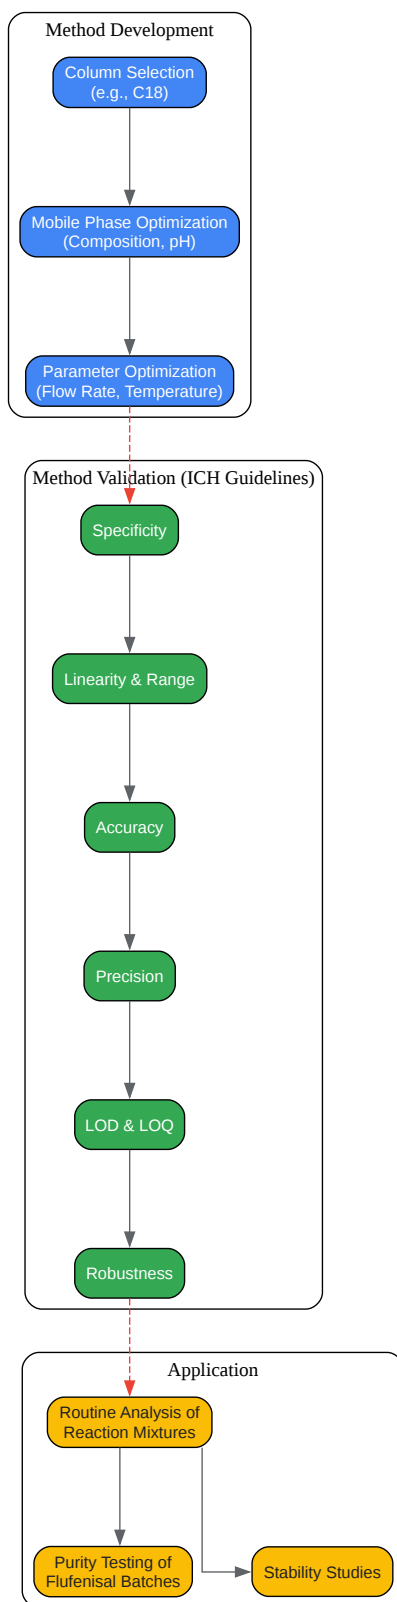 Method Development
Column Selection
(e.g., C18)
Mobile Phase Optimization
(Composition, pH)
Parameter Optimization
(Flow Rate, Temperature)
Method Validation (ICH Guidelines)
Specificity
Linearity & Range
Accuracy
Precision
LOD & LOQ
Robustness
Application
Routine Analysis of
Reaction Mixtures
Purity Testing of
Flufenisal Batches
Stability Studies